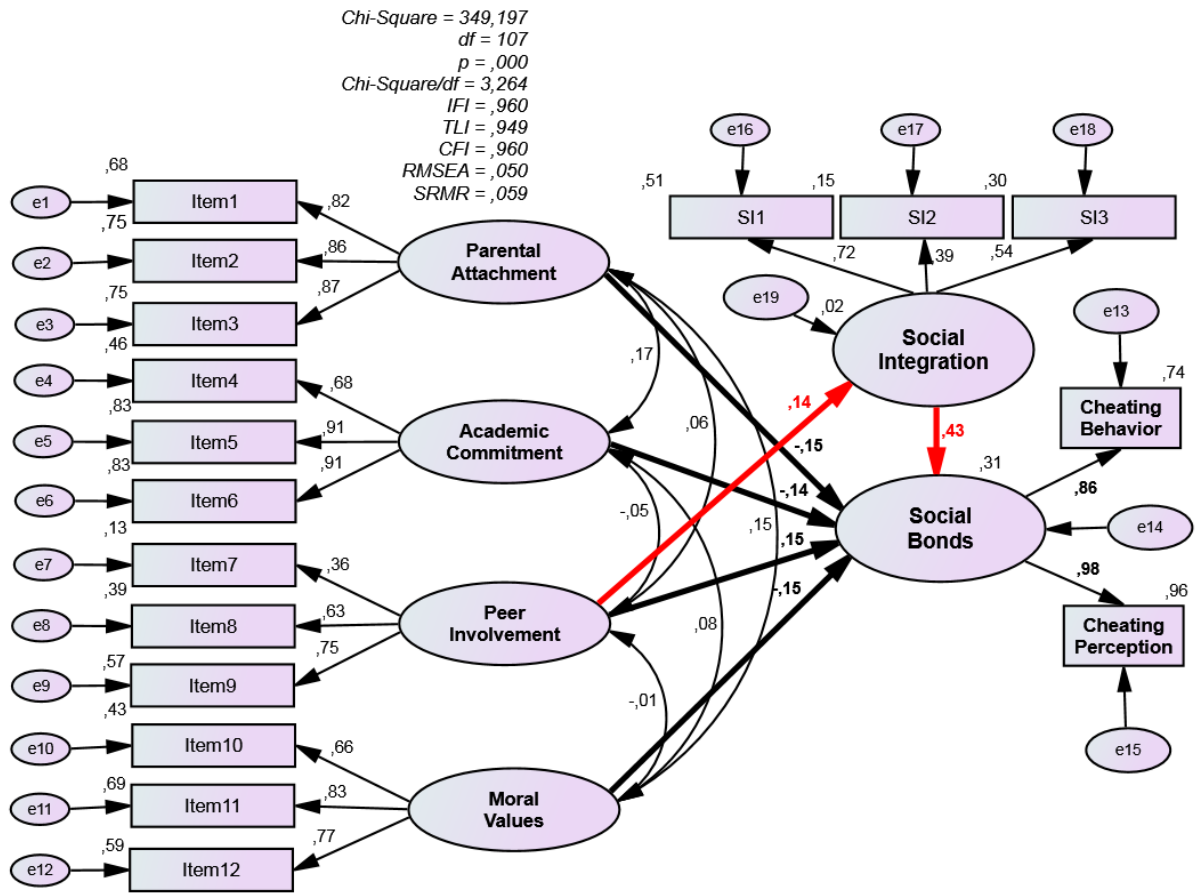 Chi-Square = 349,197
df = 107
p = ,000
Chi-Square/df = 3,264
IFI = ,960
TLI = ,949
CFI = ,960
RMSEA = ,050
SRMR = ,059
e16
e17
e18
,51
,15
,30
SI1
SI2
SI3
,72
,39
,54
e19
,02
Social
Integration
e13
,74
Cheating
Behavior
,68
e1
Item1
,82
,75
e2
Item2
,86
,75
e3
Item3
,87
Parental
Attachment
,46
e4
Item4
,68
,83
e5
Item5
,91
,83
e6
Item6
,91
Academic
Commitment
,13
e7
Item7
,36
,39
e8
Item8
,63
,57
e9
Item9
,75
Peer
Involvement
,43
e10
Item10
,66
,69
e11
Item11
,83
,59
e12
Item12
,77
Moral
Values
,17
,06
,15
-,05
,08
-,01
,14
-,15
-,14
,15
-,15
,43
,31
Social
Bonds
,86
e14
,98
,96
Cheating
Perception
e15